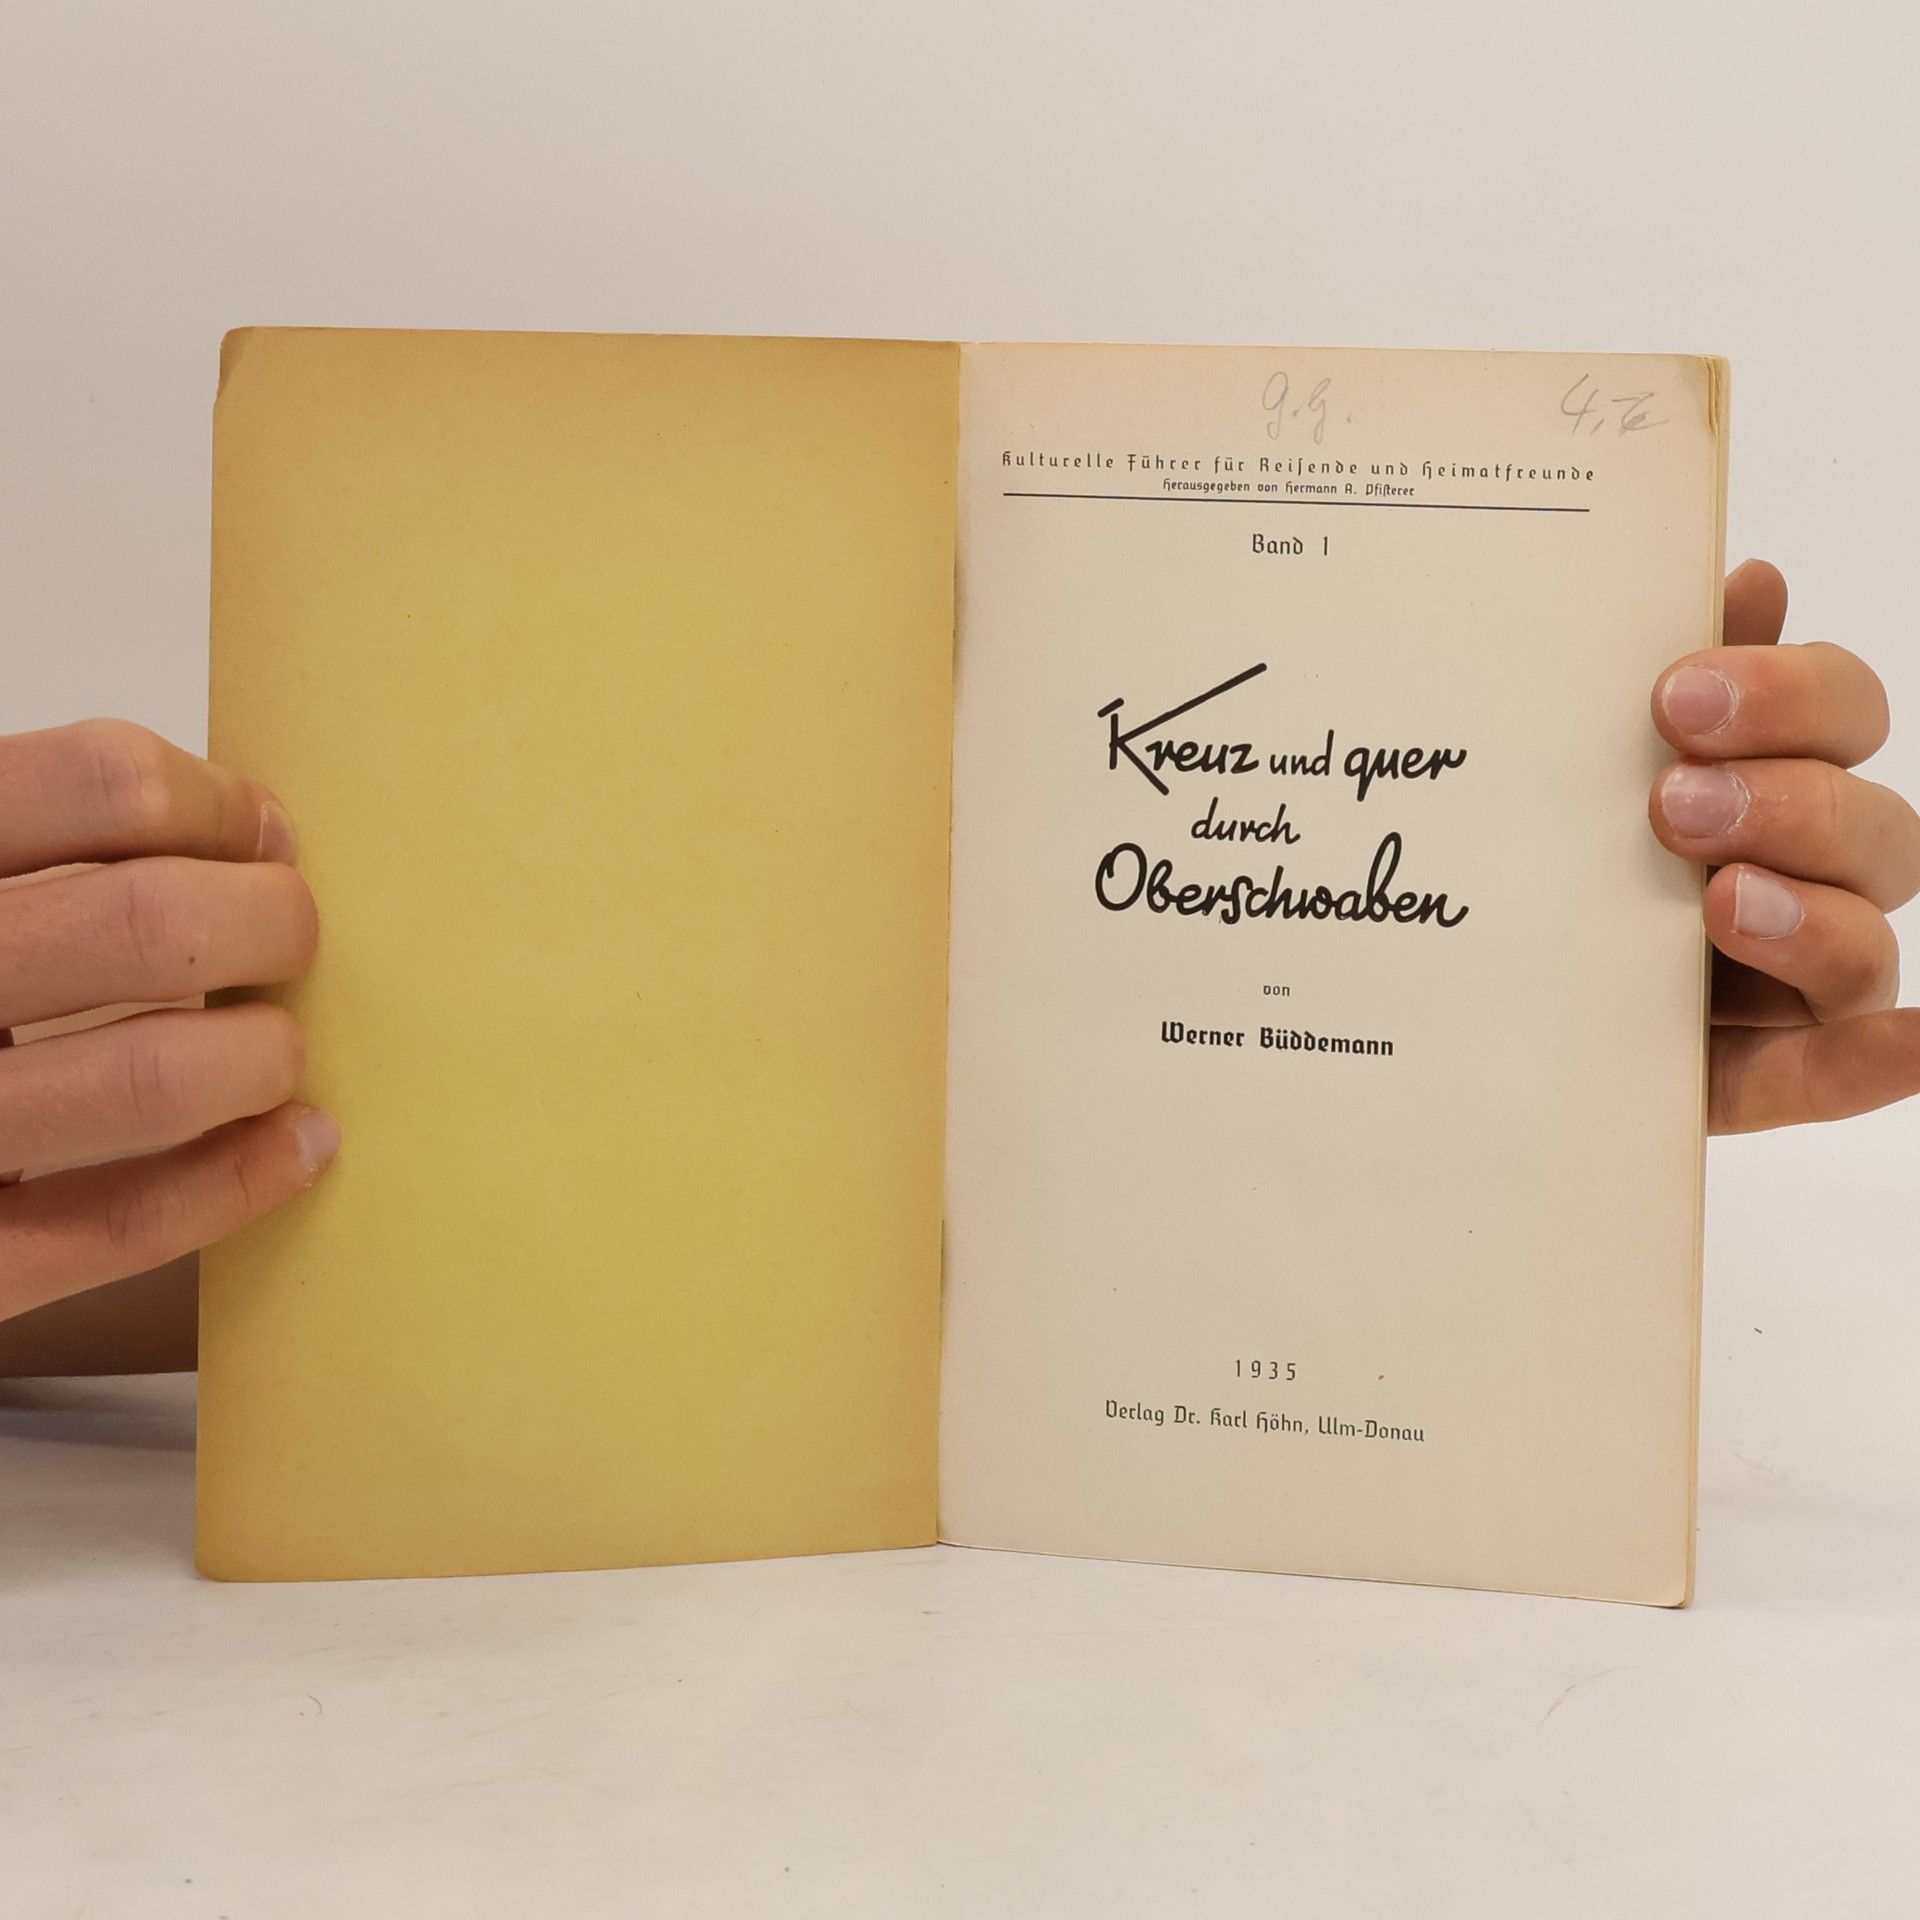 g. G.
Kulturelle Führer für Reisende und Heimatfreunde
Herausgegeben von Hermann A. Pfisterer
Band 1
Kreuz und quer
durch
Oberschwaben
von
Werner Büddemann
1935
Verlag Dr. Karl Höhn, Ulm-Donau